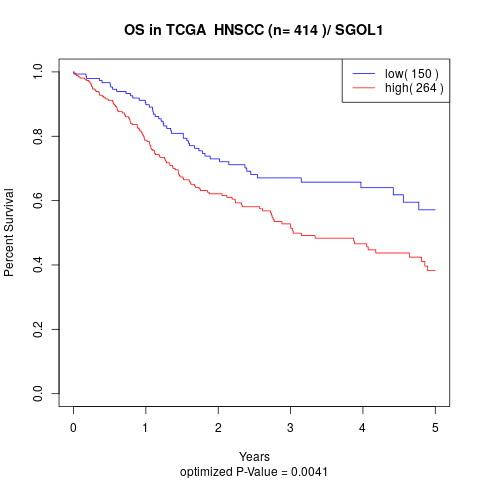 OS in TCGA  HNSCC (n= 414 )/ SGOL1
low( 150 )
high( 264 )
Percent Survival
1.0
0.8
0.6
0.4
0.2
0.0
0 1 2 3 4 5
Years
optimized P-Value = 0.0041